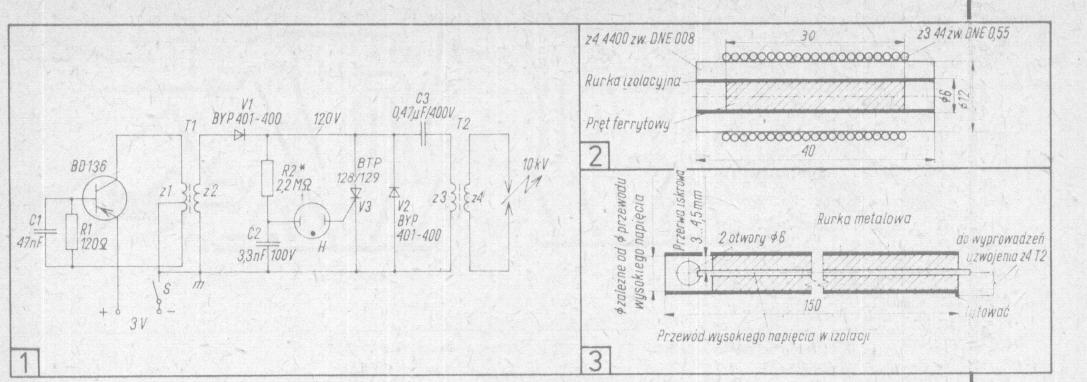 BD136
C1
47nF
R1
120Ω
+
3V
-
S
T1
z1
z2
m
V1
BYP 401-400
120V
R2*
2,2MΩ
C2
3,3nF 100V
H
BTP
128/129
V3
V2
BYP
401-400
C3
0,47µF/400V
T2
z3
z4
10kV
1
z4 4400 zw. DNE 008
30
z3 44 zw. DNE 0,55
Rurka izolacyjna
Pręt ferrytowy
ϕ6
ϕ12
40
2
ϕ zależne od ϕ przewodu
wysokiego napięcia
Przerwa iskrowa
3...4,5mm
2 otwory ϕ6
Rurka metalowa
do wyprowadzeń
uzwojenia z4 T2
150
lutować
Przewód wysokiego napięcia w izolacji
3